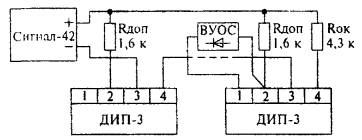 +
Сигнал-42
−
Rдоп
1,6 к
ВУОС
Rдоп
1,6 к
Rок
4,3 к
1 2 3 4
ДИП-3
1 2 3 4
ДИП-3